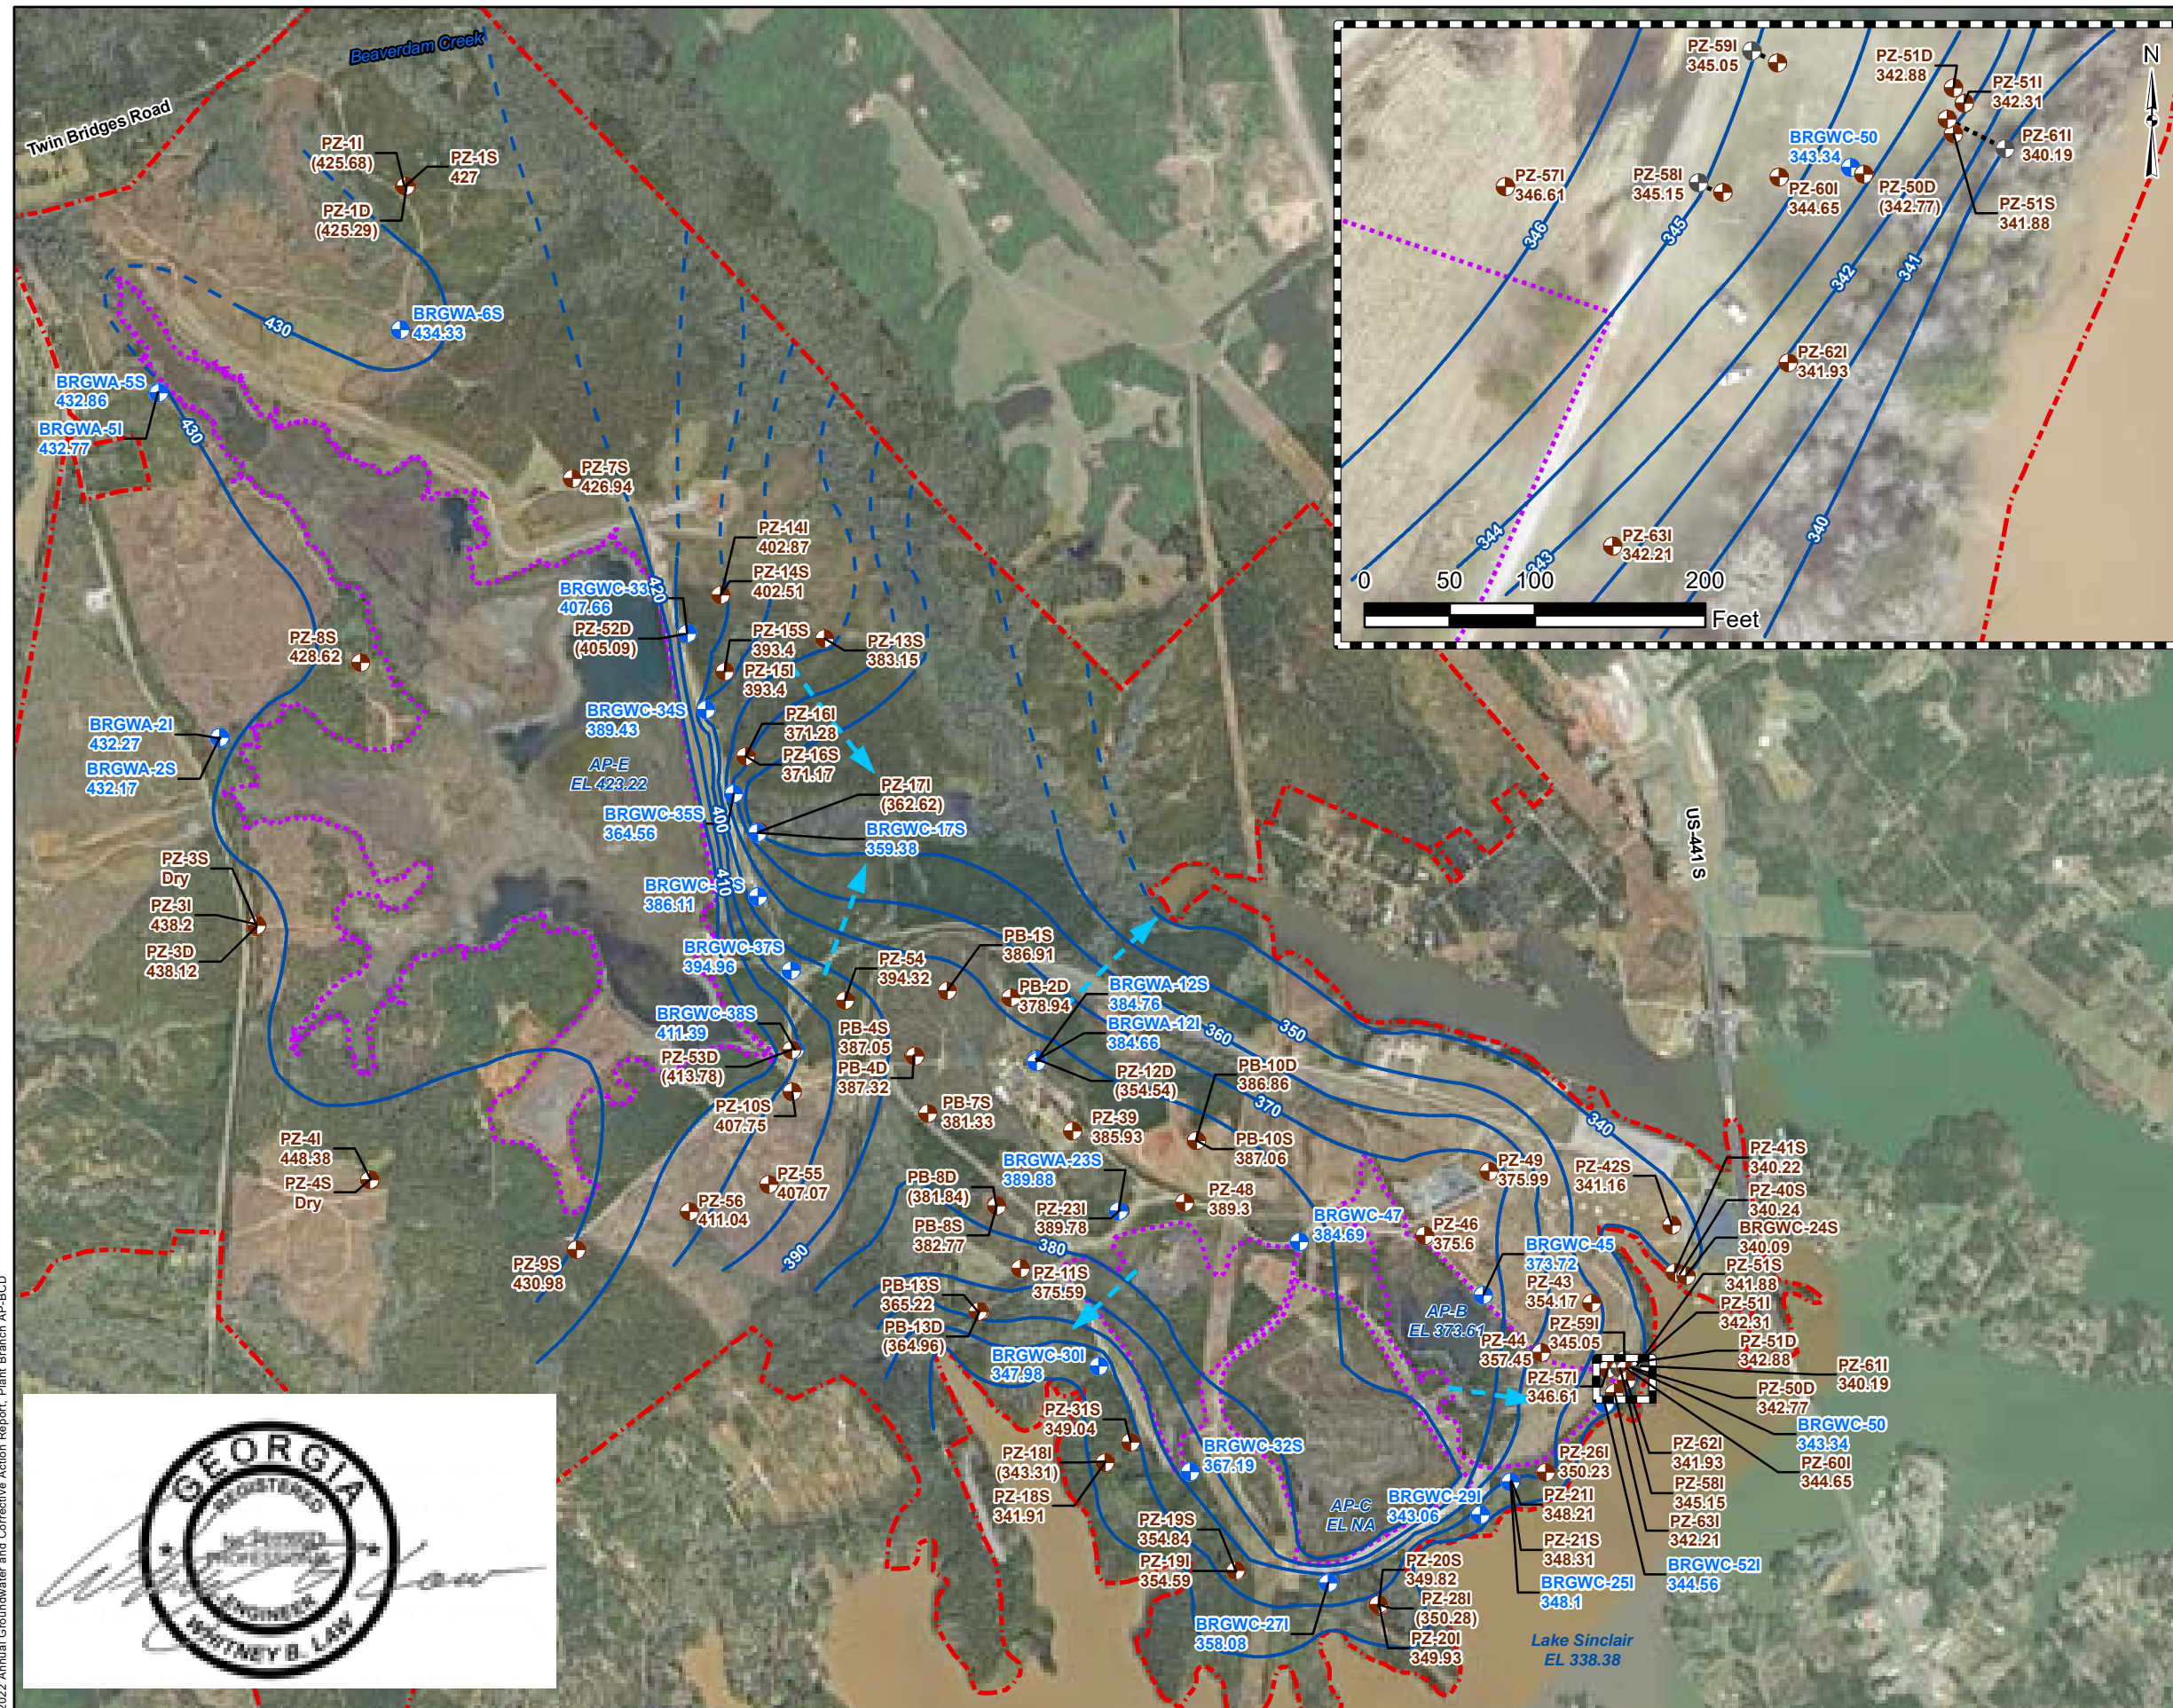 Beaverdam Creek
Twin Bridges Road
PZ-1I
(425.68)
PZ-1S
427
PZ-1D
(425.29)
BRGWA-6S
434.33
430
BRGWA-5S
432.86
BRGWA-5I
432.77
430
PZ-7S
426.94
PZ-14I
402.87
PZ-14S
402.51
420
BRGWC-33
407.66
PZ-52D
(405.09)
PZ-15S
393.4
PZ-15I
393.4
PZ-13S
383.15
PZ-8S
428.62
BRGWC-34S
389.43
PZ-16I
371.28
PZ-16S
371.17
BRGWA-2I
432.27
BRGWA-2S
432.17
AP-E
EL 423.22
PZ-17I
(362.62)
BRGWC-35S
364.56
400
BRGWC-17S
359.38
US-441 S
PZ-3S
Dry
PZ-3I
438.2
PZ-3D
438.12
410
386.11
BRGWC-37S
394.96
PZ-54
394.32
PB-1S
386.91
PB-2D
378.94
BRGWA-12S
384.76
BRGWA-12I
384.66
BRGWC-38S
411.39
PZ-53D
(413.78)
PB-4S
387.05
PB-4D
387.32
PZ-12D
(354.54)
360
350
PB-10D
386.86
370
PZ-10S
407.75
PB-7S
381.33
PZ-39
385.93
PB-10S
387.06
340
PZ-4I
448.38
PZ-4S
Dry
PZ-55
407.07
PZ-56
411.04
PB-8D
(381.84)
PB-8S
382.77
BRGWA-23S
389.88
PZ-23I
389.78
PZ-48
389.3
PZ-49
375.99
PZ-42S
341.16
PZ-41S
340.22
PZ-40S
340.24
BRGWC-24S
340.09
PZ-51S
341.88
PZ-51I
342.31
PZ-51D
342.88
PZ-61I
340.19
PZ-50D
342.77
BRGWC-50
343.34
PZ-60I
344.65
PZ-9S
430.98
390
380
PZ-11S
375.59
BRGWC-47
384.69
PZ-46
375.6
BRGWC-45
373.72
PZ-43
354.17
PZ-59I
345.05
AP-B
EL 373.61
PZ-44
357.45
PZ-57I
346.61
PB-13S
365.22
PB-13D
(364.96)
BRGWC-30I
347.98
PZ-31S
349.04
PZ-18I
(343.31)
PZ-18S
341.91
BRGWC-32S
367.19
PZ-26I
350.23
PZ-62I
341.93
PZ-58I
345.15
PZ-63I
342.21
BRGWC-52I
344.56
AP-C
EL NA
BRGWC-29I
343.06
PZ-21I
348.21
PZ-21S
348.31
BRGWC-25I
348.1
PZ-19S
354.84
PZ-19I
354.59
PZ-20S
349.82
PZ-28I
(350.28)
PZ-20I
349.93
BRGWC-27I
358.08
Lake Sinclair
EL 338.38
PZ-59I
345.05
PZ-51D
342.88
PZ-51I
342.31
N
BRGWC-50
343.34
PZ-61I
340.19
PZ-57I
346.61
PZ-58I
345.15
PZ-60I
344.65
PZ-50D
(342.77)
PZ-51S
341.88
346
345
342
341
PZ-62I
341.93
344
343
340
PZ-63I
342.21
0 50 100 200
Feet
GEORGIA
REGISTERED
PROFESSIONAL
ENGINEER
WHITNEY B. LAW
2022 Annual Groundwater and Corrective Action Report, Plant Branch AP-BCD